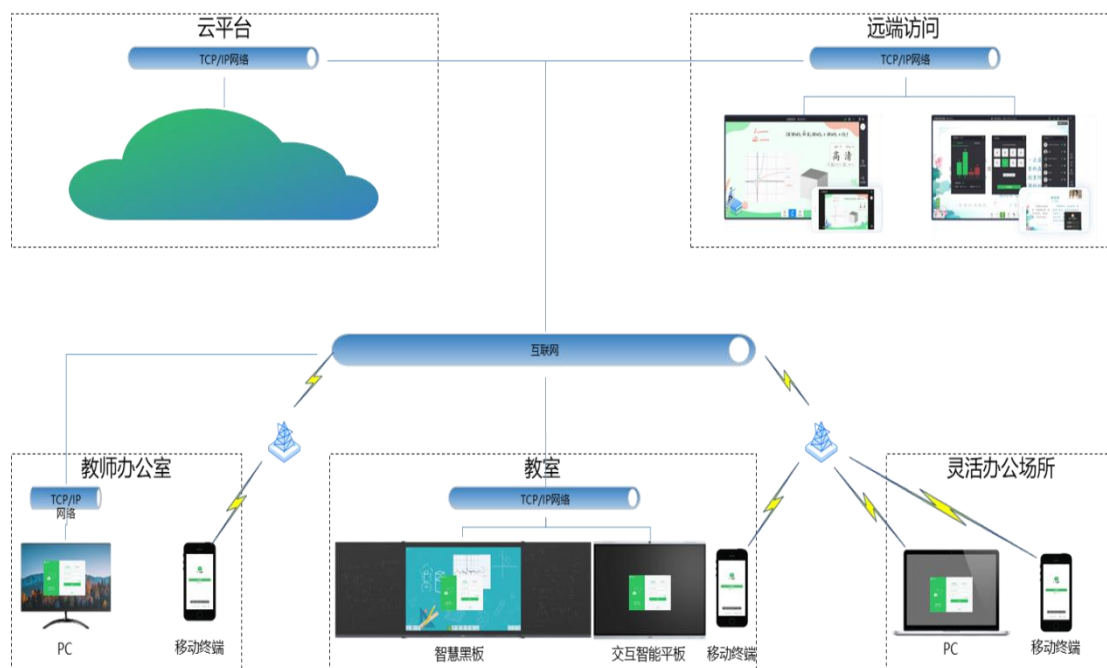 云平台
TCP/IP网络
远端访问
TCP/IP网络
高清
互联网
教师办公室
TCP/IP
网络
PC
移动终端
教室
TCP/IP网络
智慧黑板
交互智能平板
移动终端
灵活办公场所
PC
移动终端